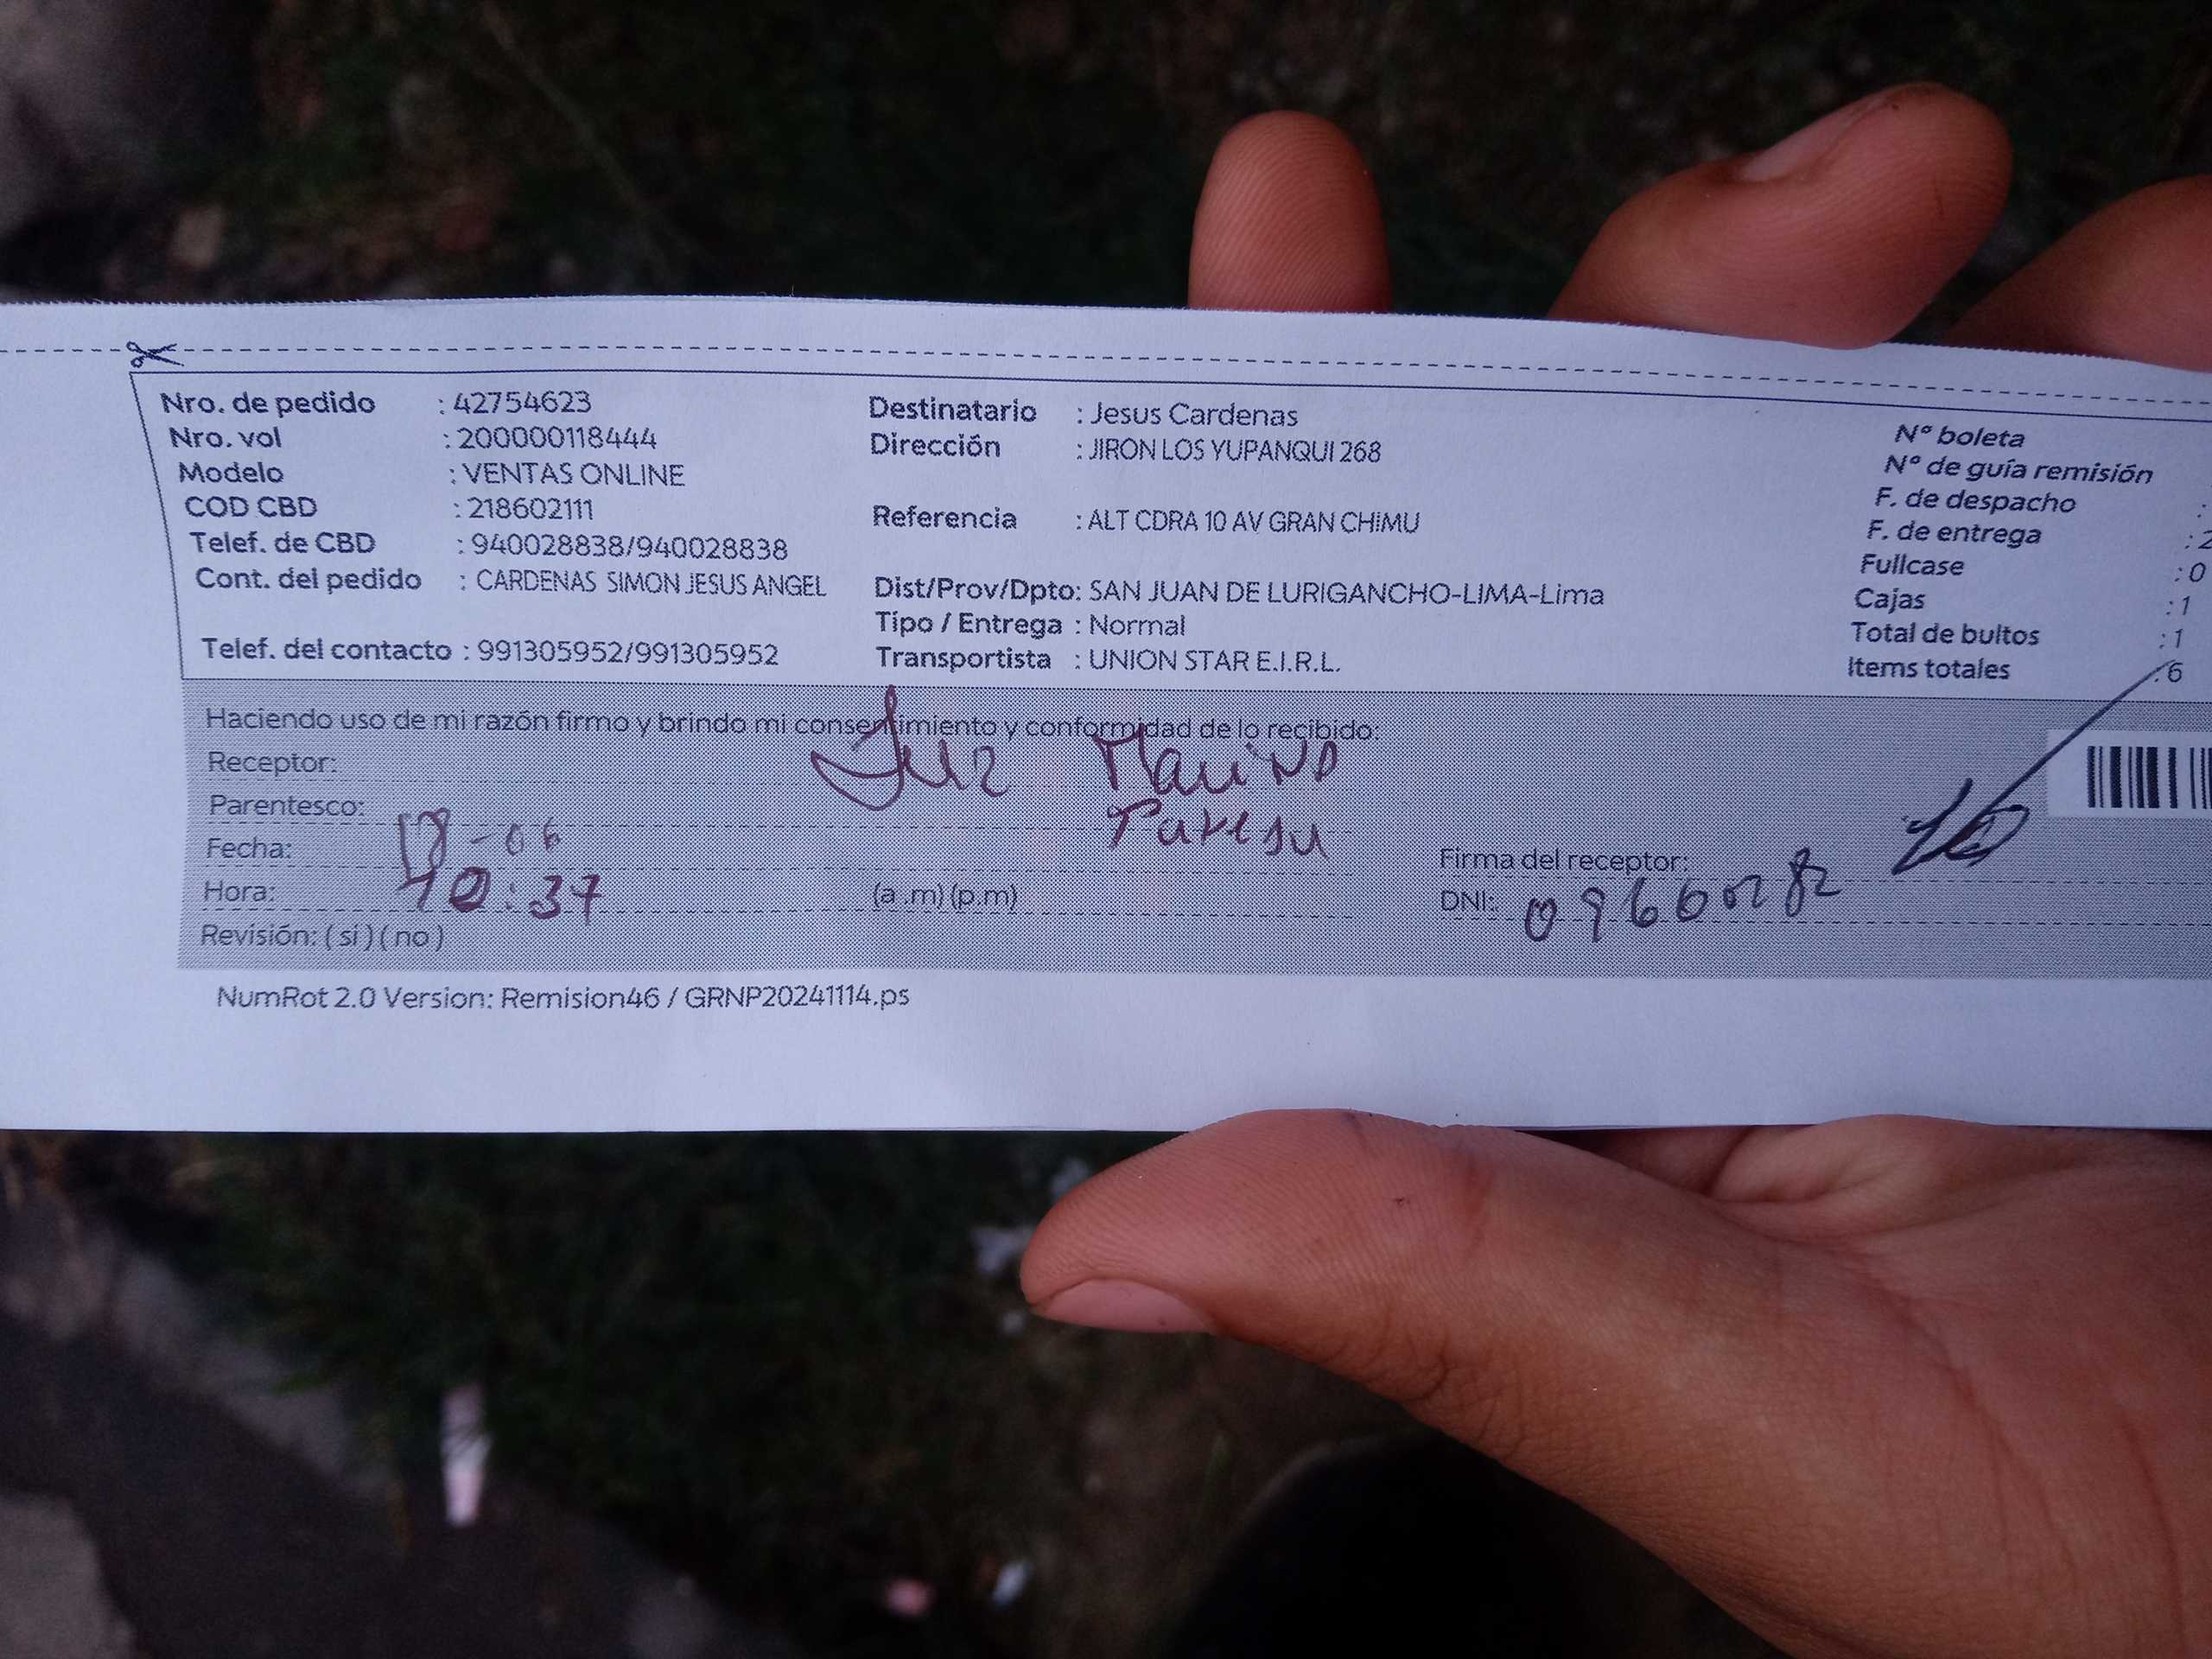 Nro. de pedido : 42754623
Nro. vol : 200000118444
Modelo : VENTAS ONLINE
COD CBD : 218602111
Telef. de CBD : 940028838/940028838
Cont. del pedido : CARDENAS SIMON JESUS ANGEL
Telef. del contacto : 991305952/991305952
Destinatario : Jesus Cardenas
Dirección : JIRON LOS YUPANQUI 268
Referencia : ALT CDRA 10 AV GRAN CHIMU
Dist/Prov/Dpto: SAN JUAN DE LURIGANCHO-LIMA-Lima
Tipo / Entrega : Normal
Transportista : UNION STAR E.I.R.L.
N° boleta
N° de guía remisión
F. de despacho :
F. de entrega : 2
Fullcase : 0
Cajas : 1
Total de bultos : 1
Items totales : 6
Haciendo uso de mi razón firmo y brindo mi consentimiento y conformidad de lo recibido:
Receptor:
Parentesco:
Fecha: 18-06
Hora: 10:37 (a.m) (p.m)
Revisión: ( si ) ( no )
Firma del receptor:
DNI: 09660282
NumRot 2.0 Version: Remision46 / GRNP20241114.ps